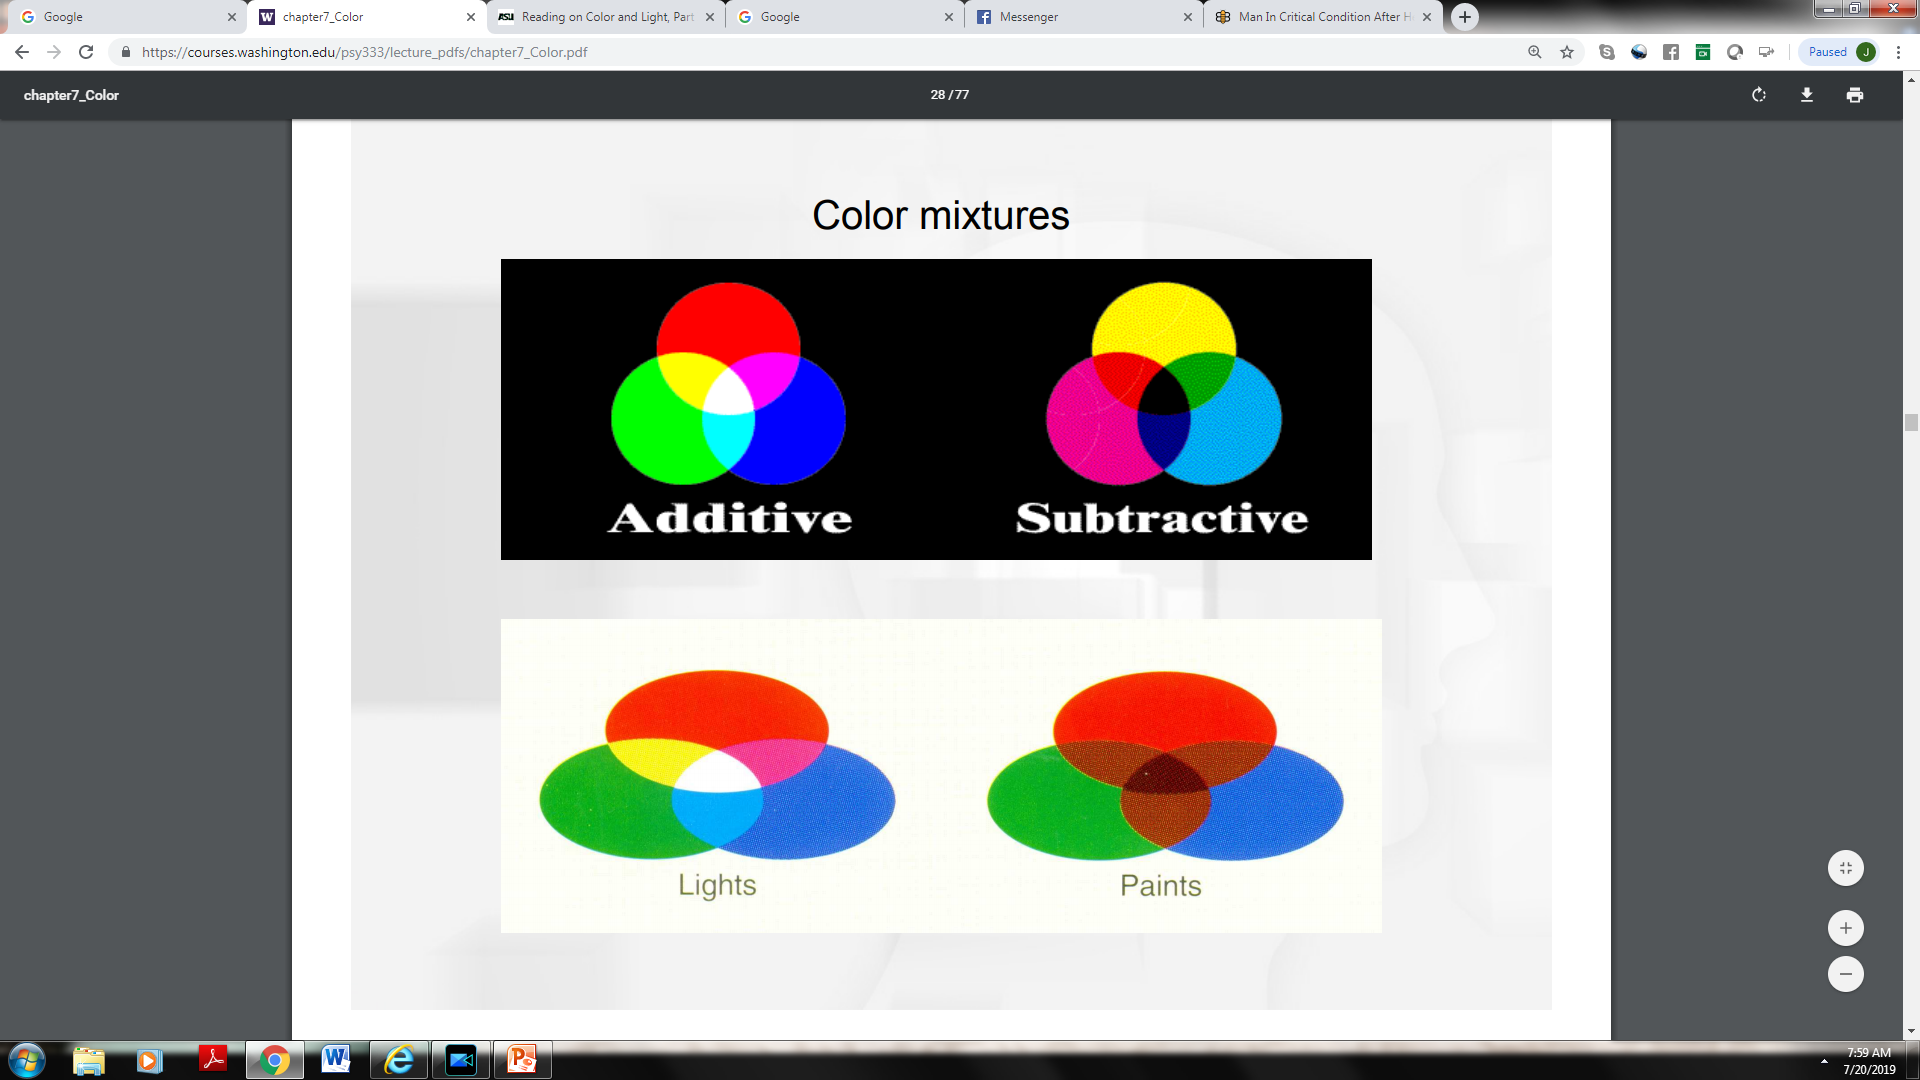 Google
chapter7_Color
ASU
Reading on Color and Light, Part
Google
Messenger
Man In Critical Condition After H
https://courses.washington.edu/psy333/lecture_pdfs/chapter7_Color.pdf
Paused
J
chapter7_Color
28 / 77
Color mixtures
Additive
Subtractive
Lights
Paints
7:59 AM
7/20/2019